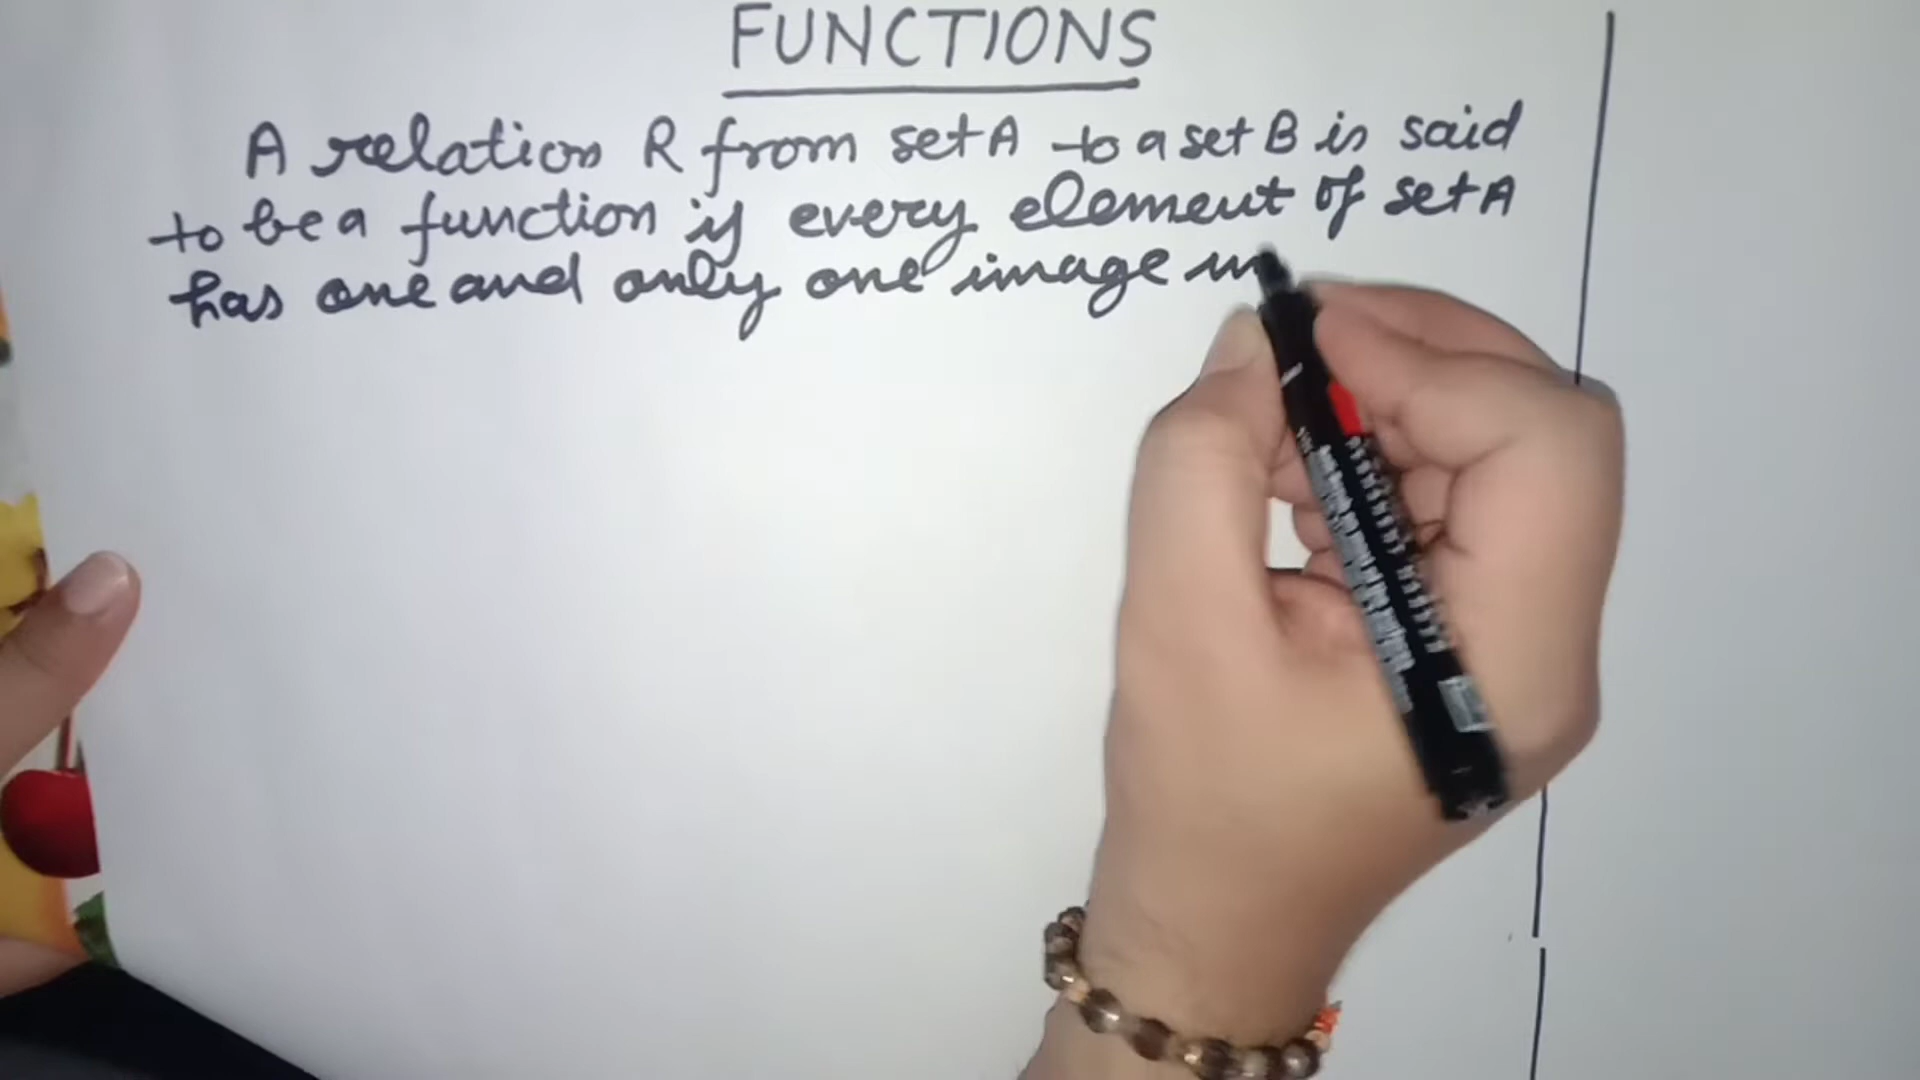 FUNCTIONS
A relation R from set A to a set B is said
to be a function if every element of set A
has one and only one image in